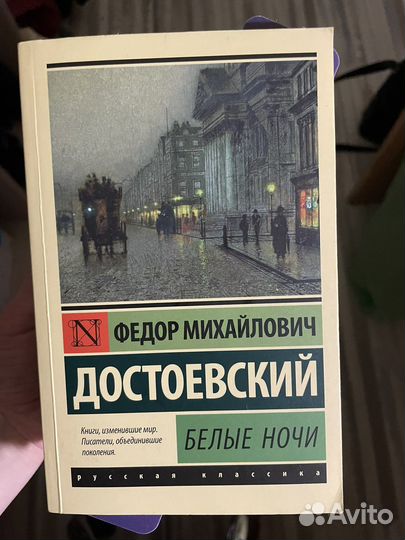 N
ФЕДОР МИХАЙЛОВИЧ
ДОСТОЕВСКИЙ
Книги, изменившие мир.
Писатели, объединившие
поколения.
БЕЛЫЕ НОЧИ
русская классика
Avito